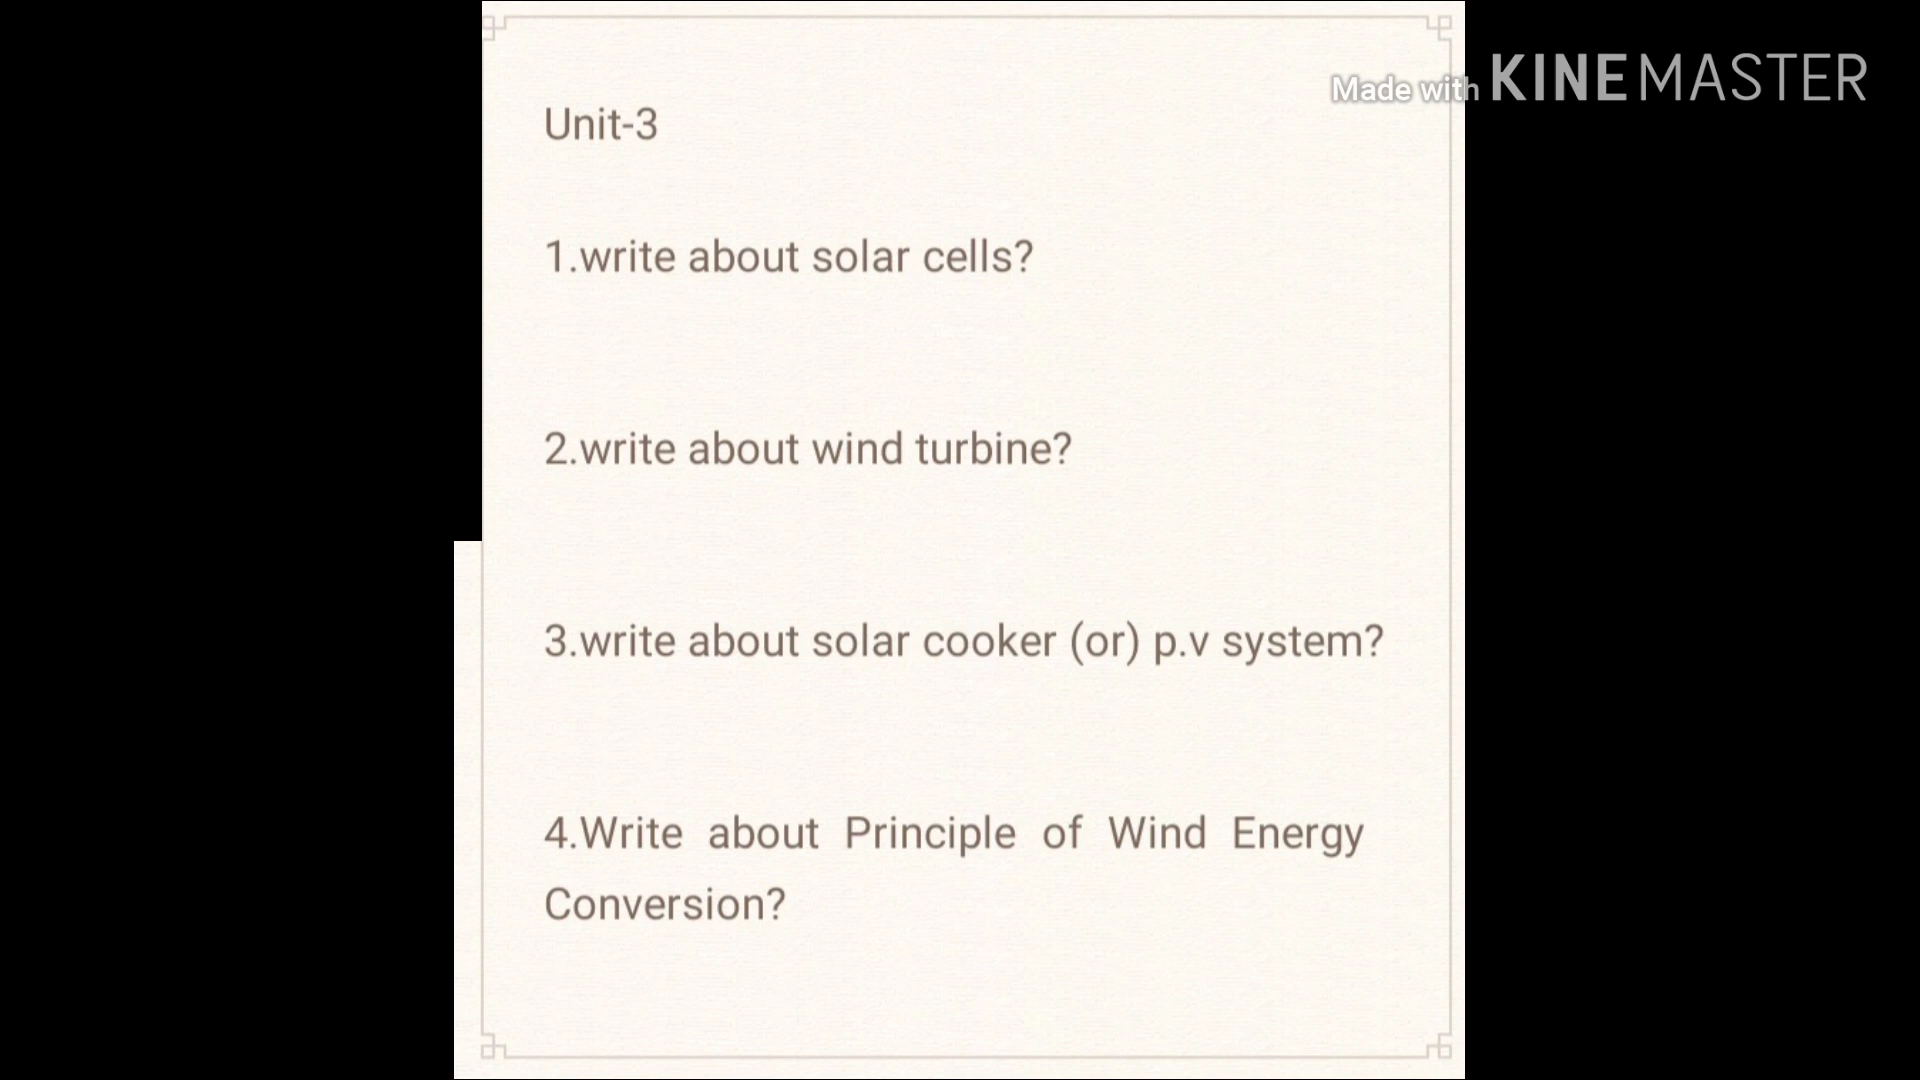 Made with KINEMASTER
Unit-3
1.write about solar cells?
2.write about wind turbine?
3.write about solar cooker (or) p.v system?
4.Write about Principle of Wind Energy
Conversion?